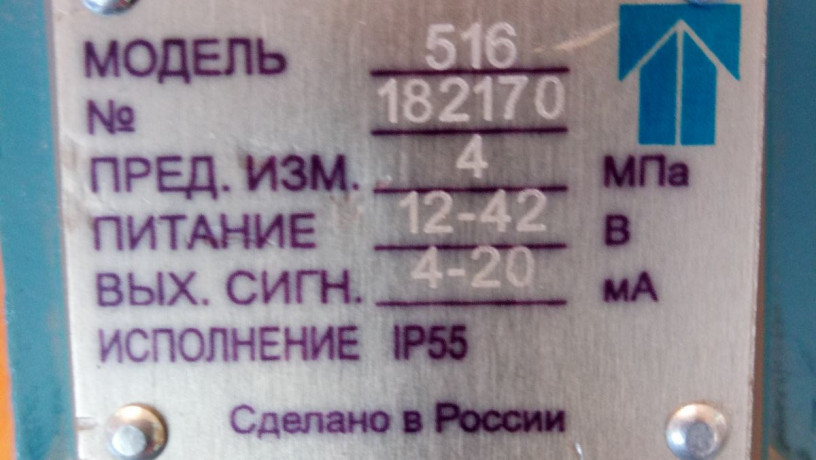 МОДЕЛЬ 516
№ 182170
ПРЕД. ИЗМ. 4 МПа
ПИТАНИЕ 12-42 В
ВЫХ. СИГН. 4-20 мА
ИСПОЛНЕНИЕ IP55
Сделано в России